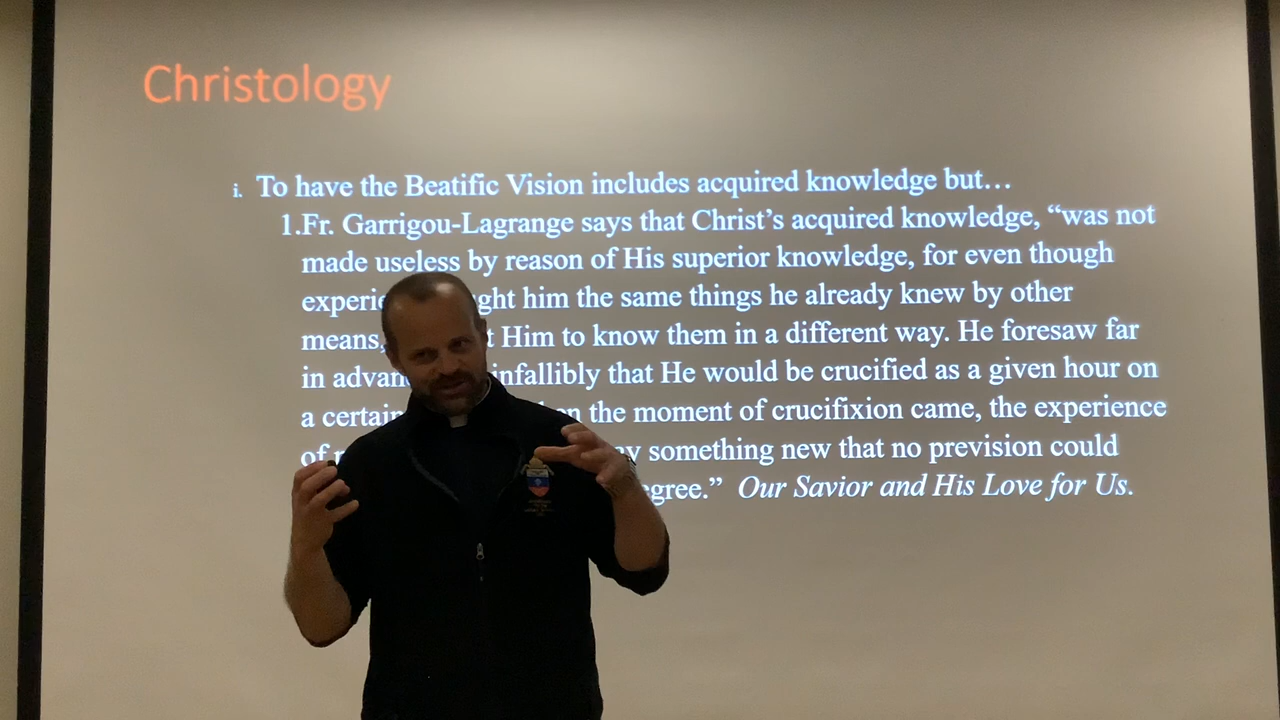 Christology
i. To have the Beatific Vision includes acquired knowledge but…
1.Fr. Garrigou-Lagrange says that Christ’s acquired knowledge, “was not
made useless by reason of His superior knowledge, for even though
him the same things he already knew by other
means, Him to know them in a different way. He foresaw far
in infallibly that He would be crucified as a given hour on
a certain the moment of crucifixion came, the experience
of something new that no prevision could
Our Savior and His Love for Us.